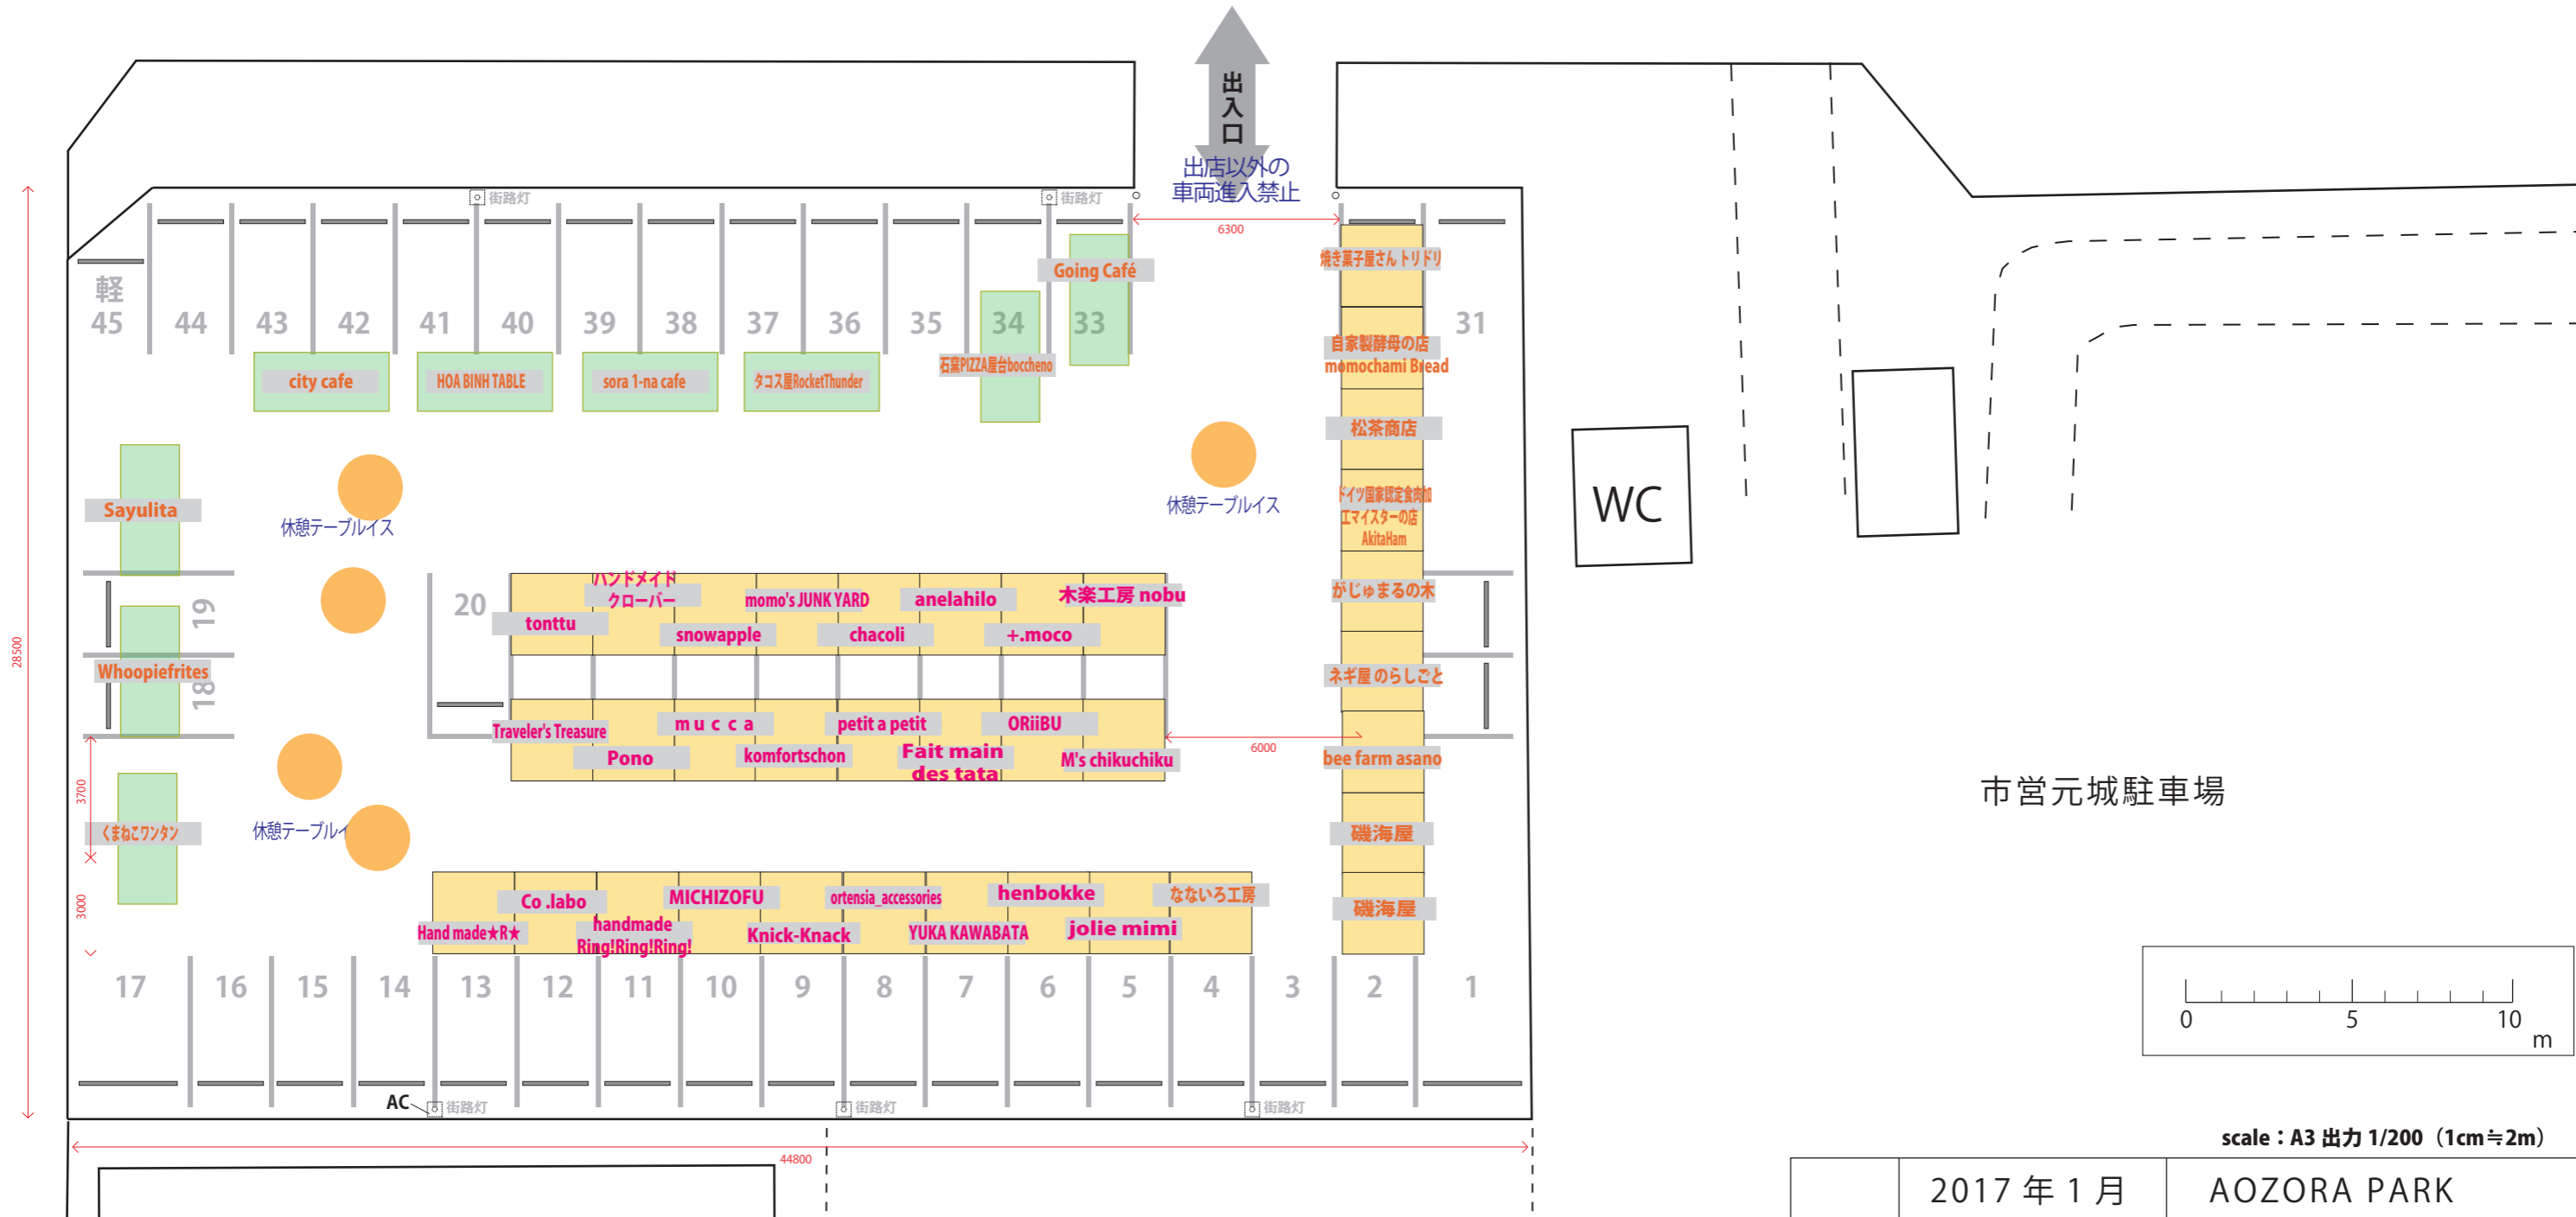 出入口
出店以外の
車両進入禁止
街路灯
街路灯
6300
焼き菓子屋さん トリドリ
Going Café
軽
45
44
43
42
41
40
39
38
37
36
35
34
33
31
自家製酵母の店
momochami Bread
石窯PIZZA屋台boccheno
city cafe
HOA BINH TABLE
sora 1-na cafe
タコス屋RocketThunder
松茶商店
Sayulita
休憩テーブルイス
休憩テーブルイス
ドイツ国家認定食肉加
工マイスターの店
AkitaHam
WC
19
20
ハンドメイド
クローバー
momo's JUNK YARD
anelahilo
木楽工房 nobu
tonttu
snowapple
chacoli
+.moco
がじゅまるの木
28500
Whoopiefrites
18
ネギ屋 のらしごと
Traveler's Treasure
mucca
petit a petit
ORiiBU
Pono
komfortschon
Fait main
des tata
M's chikuchiku
6000
bee farm asano
3700
市営元城駐車場
くまねこワンタン
休憩テーブルイ
磯海屋
3000
Co .labo
MICHIZOFU
ortensia_accessories
henbokke
なないろ工房
磯海屋
Hand made★R★
handmade
Ring!Ring!Ring!
Knick-Knack
YUKA KAWABATA
jolie mimi
17
16
15
14
13
12
11
10
9
8
7
6
5
4
3
2
1
0
5
10
m
AC
街路灯
街路灯
街路灯
44800
scale：A3 出力 1/200（1cm≒2m）
2017 年 1 月
AOZORA PARK